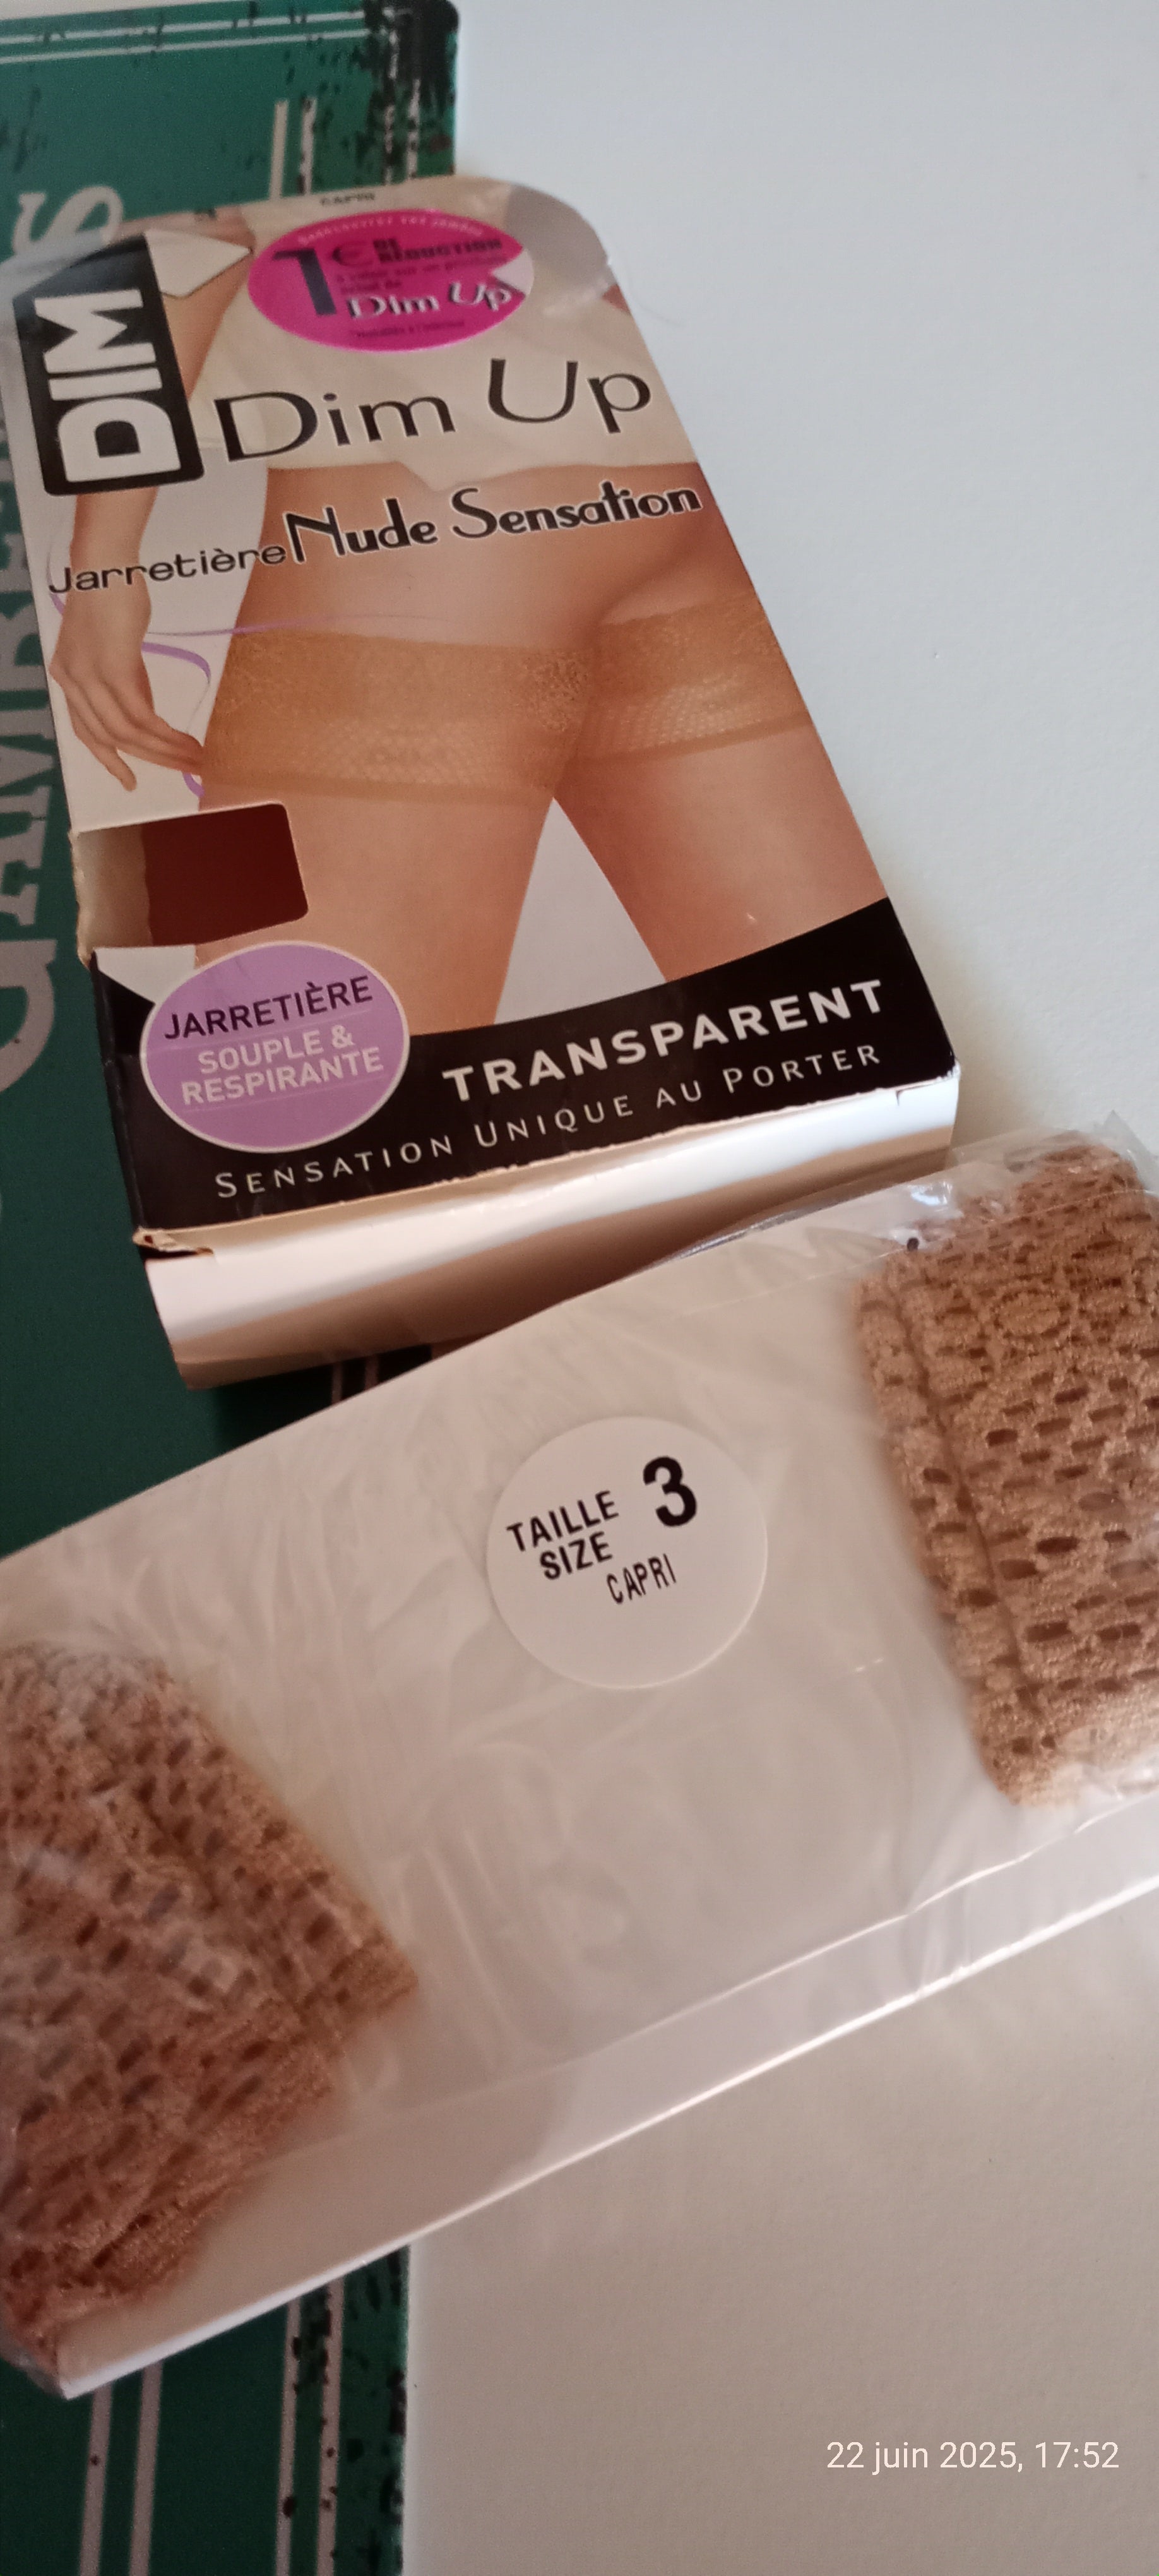 CAPRI
1€ DE
RÉDUCTION
Dim Up
DIM
Dim Up
Jarretière Nude Sensation
JARRETIÈRE
SOUPLE &
RESPIRANTE
TRANSPARENT
SENSATION UNIQUE AU PORTER
TAILLE 3
SIZE
CAPRI
22 juin 2025, 17:52